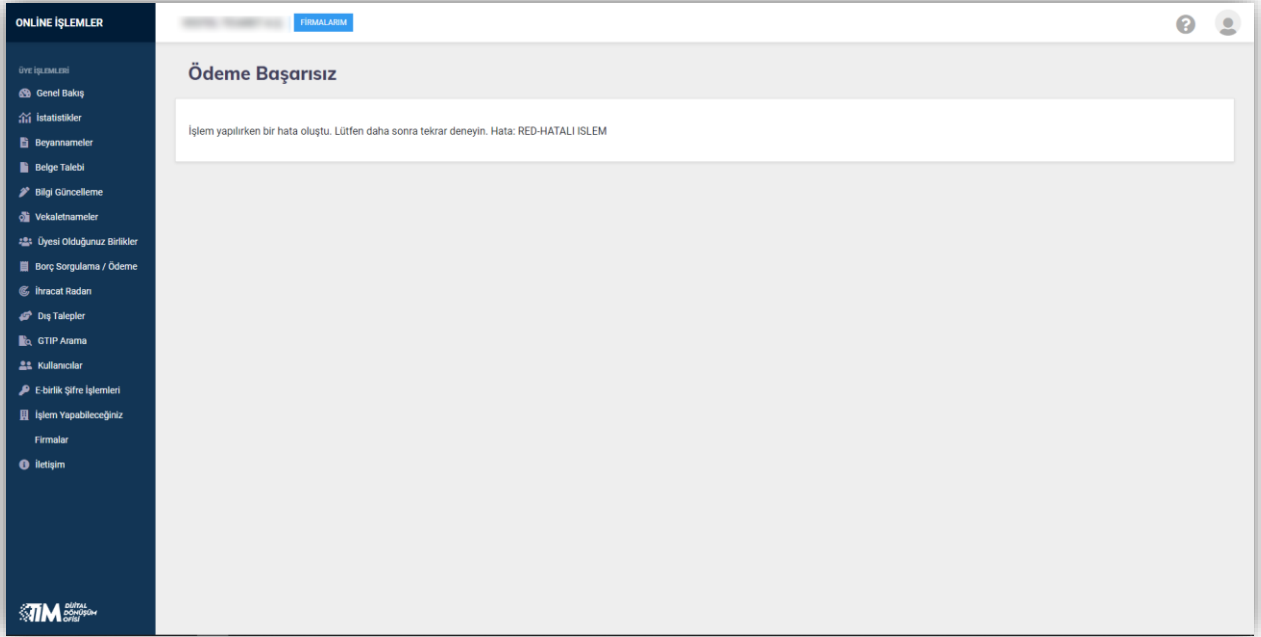 ONLİNE İŞLEMLER
FİRMALARIM
ÜYE İŞLEMLERİ
Genel Bakış
İstatistikler
Beyannameler
Belge Talebi
Bilgi Güncelleme
Vekaletnameler
Üyesi Olduğunuz Birlikler
Borç Sorgulama / Ödeme
İhracat Radarı
Dış Talepler
GTIP Arama
Kullanıcılar
E-birlik Şifre İşlemleri
İşlem Yapabileceğiniz
Firmalar
İletişim
Ödeme Başarısız
İşlem yapılırken bir hata oluştu. Lütfen daha sonra tekrar deneyin. Hata: RED-HATALI ISLEM
TİM DİJİTAL
DÖNÜŞÜM
OFİSİ